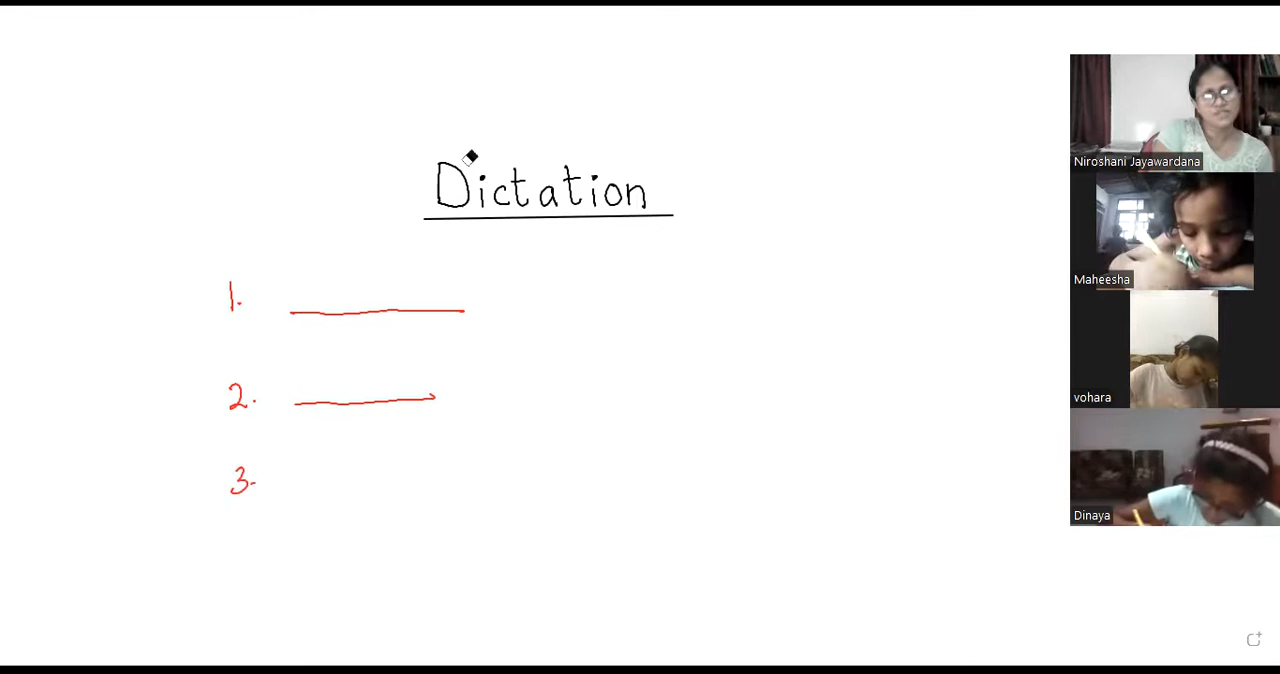 Dictation
1.
2.
3.
Niroshani Jayawardana
Maheesha
vohara
Dinaya